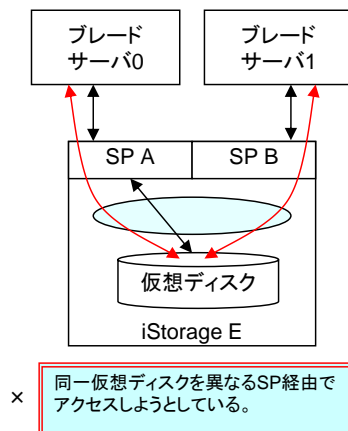 ブレード
サーバ0
ブレード
サーバ1
SP A
SP B
仮想ディスク
iStorage E
×
同一仮想ディスクを異なるSP経由で
アクセスしようとしている。